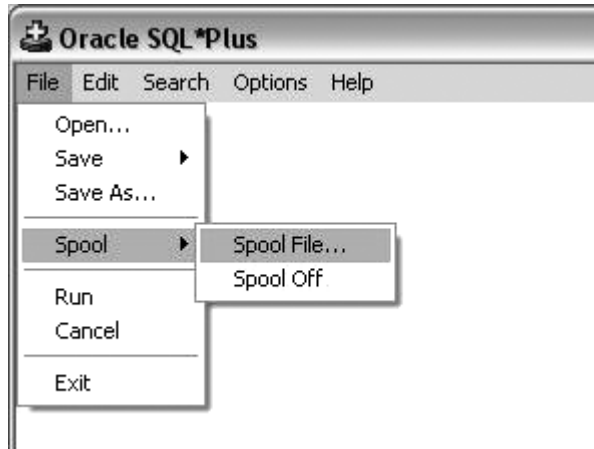 Oracle SQL*Plus
File Edit Search Options Help
Open...
Save
Save As...
Spool Spool File...
Spool Off
Run
Cancel
Exit